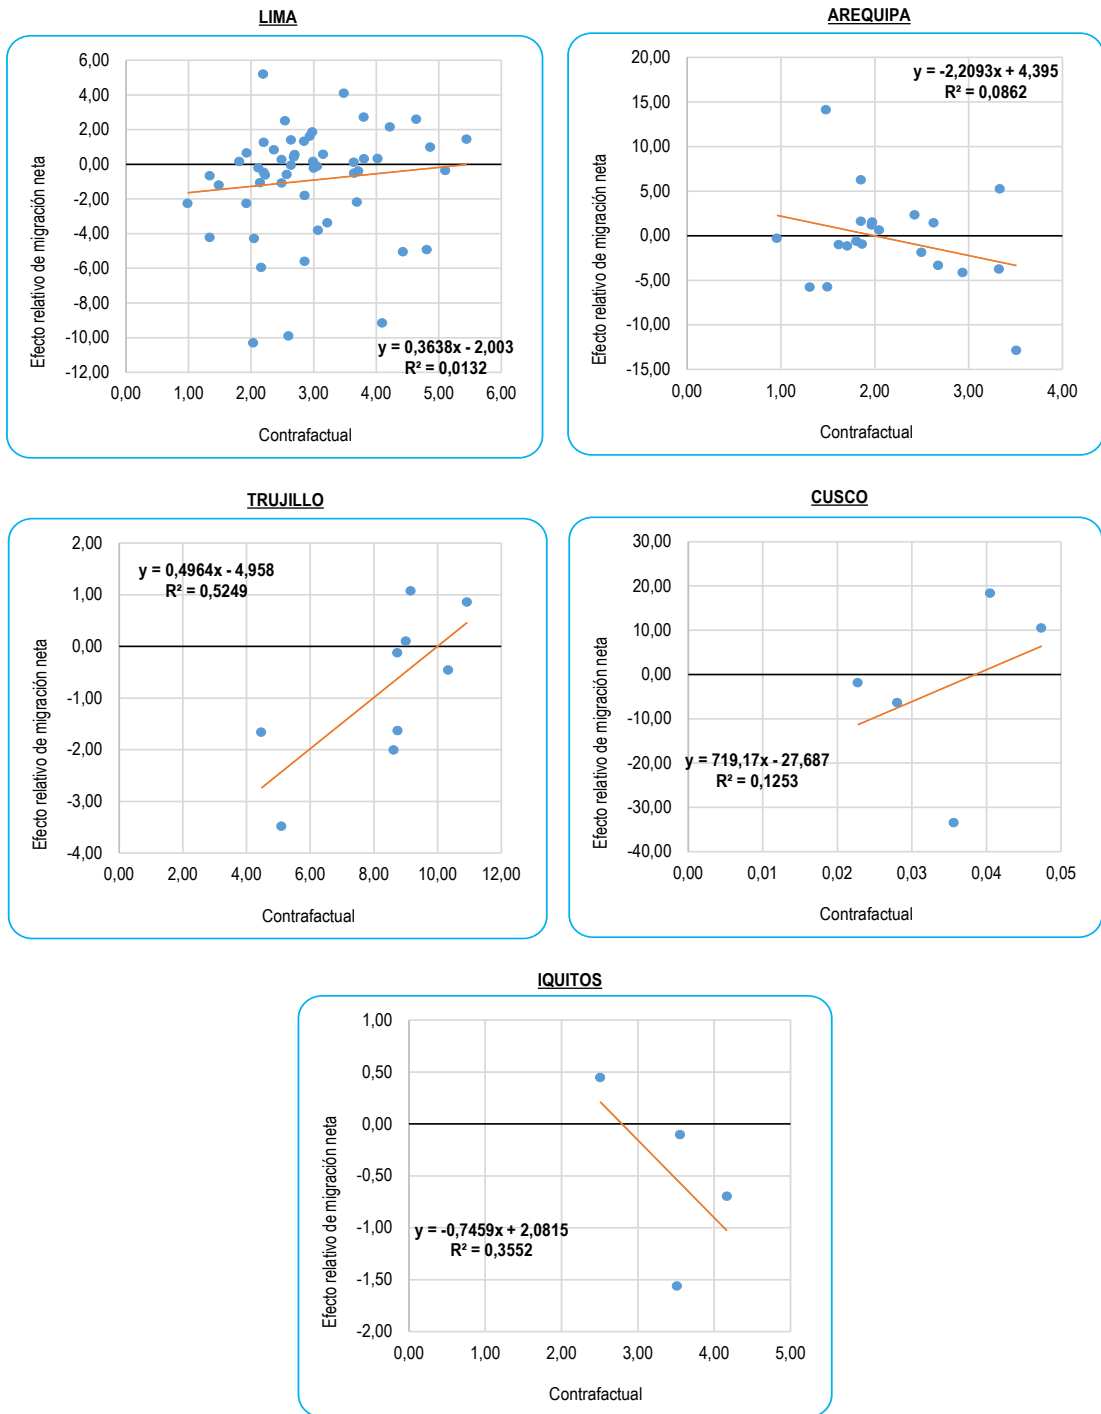 LIMA
6,00
4,00
2,00
0,00
-2,00
-4,00
-6,00
-8,00
-10,00
-12,00
Efecto relativo de migración neta
y = 0,3638x - 2,003
R² = 0,0132
0,00 1,00 2,00 3,00 4,00 5,00 6,00
Contrafactual
AREQUIPA
20,00
15,00
10,00
5,00
0,00
-5,00
-10,00
-15,00
Efecto relativo de migración neta
y = -2,2093x + 4,395
R² = 0,0862
0,00 1,00 2,00 3,00 4,00
Contrafactual
TRUJILLO
2,00
1,00
0,00
-1,00
-2,00
-3,00
-4,00
Efecto relativo de migración neta
y = 0,4964x - 4,958
R² = 0,5249
0,00 2,00 4,00 6,00 8,00 10,00 12,00
Contrafactual
CUSCO
30,00
20,00
10,00
0,00
-10,00
-20,00
-30,00
-40,00
Efecto relativo de migración neta
y = 719,17x - 27,687
R² = 0,1253
0,00 0,01 0,02 0,03 0,04 0,05
Contrafactual
IQUITOS
1,00
0,50
0,00
-0,50
-1,00
-1,50
-2,00
Efecto relativo de migración neta
y = -0,7459x + 2,0815
R² = 0,3552
0,00 1,00 2,00 3,00 4,00 5,00
Contrafactual